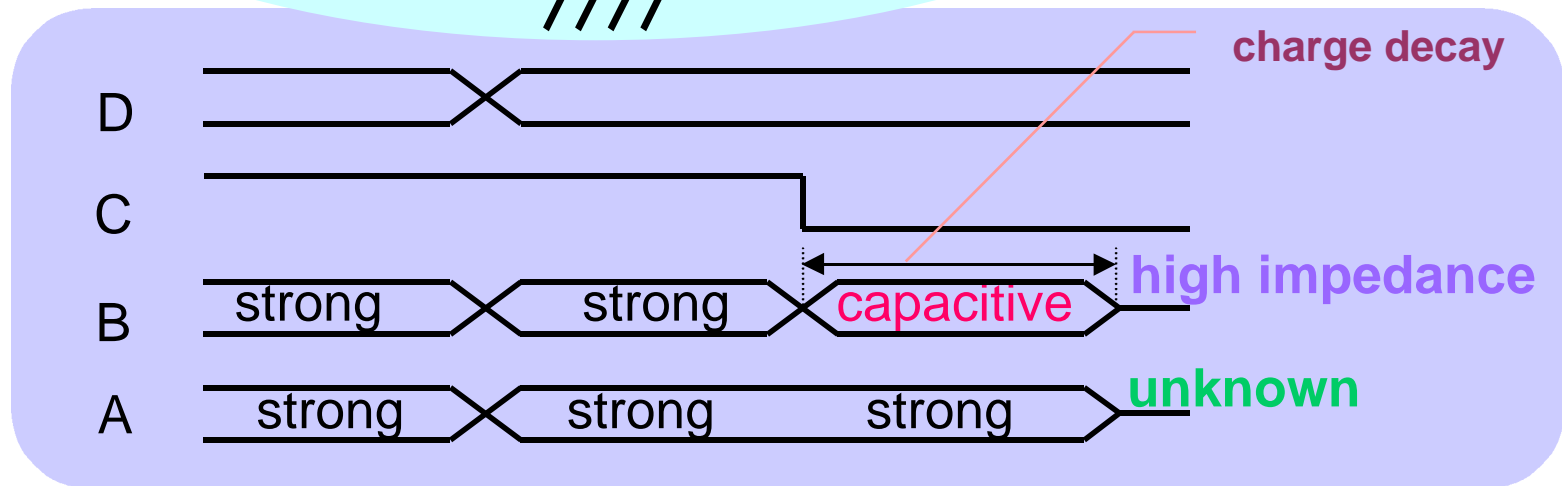 charge decay
D
C
high impedance
B strong strong capacitive
unknown
A strong strong strong